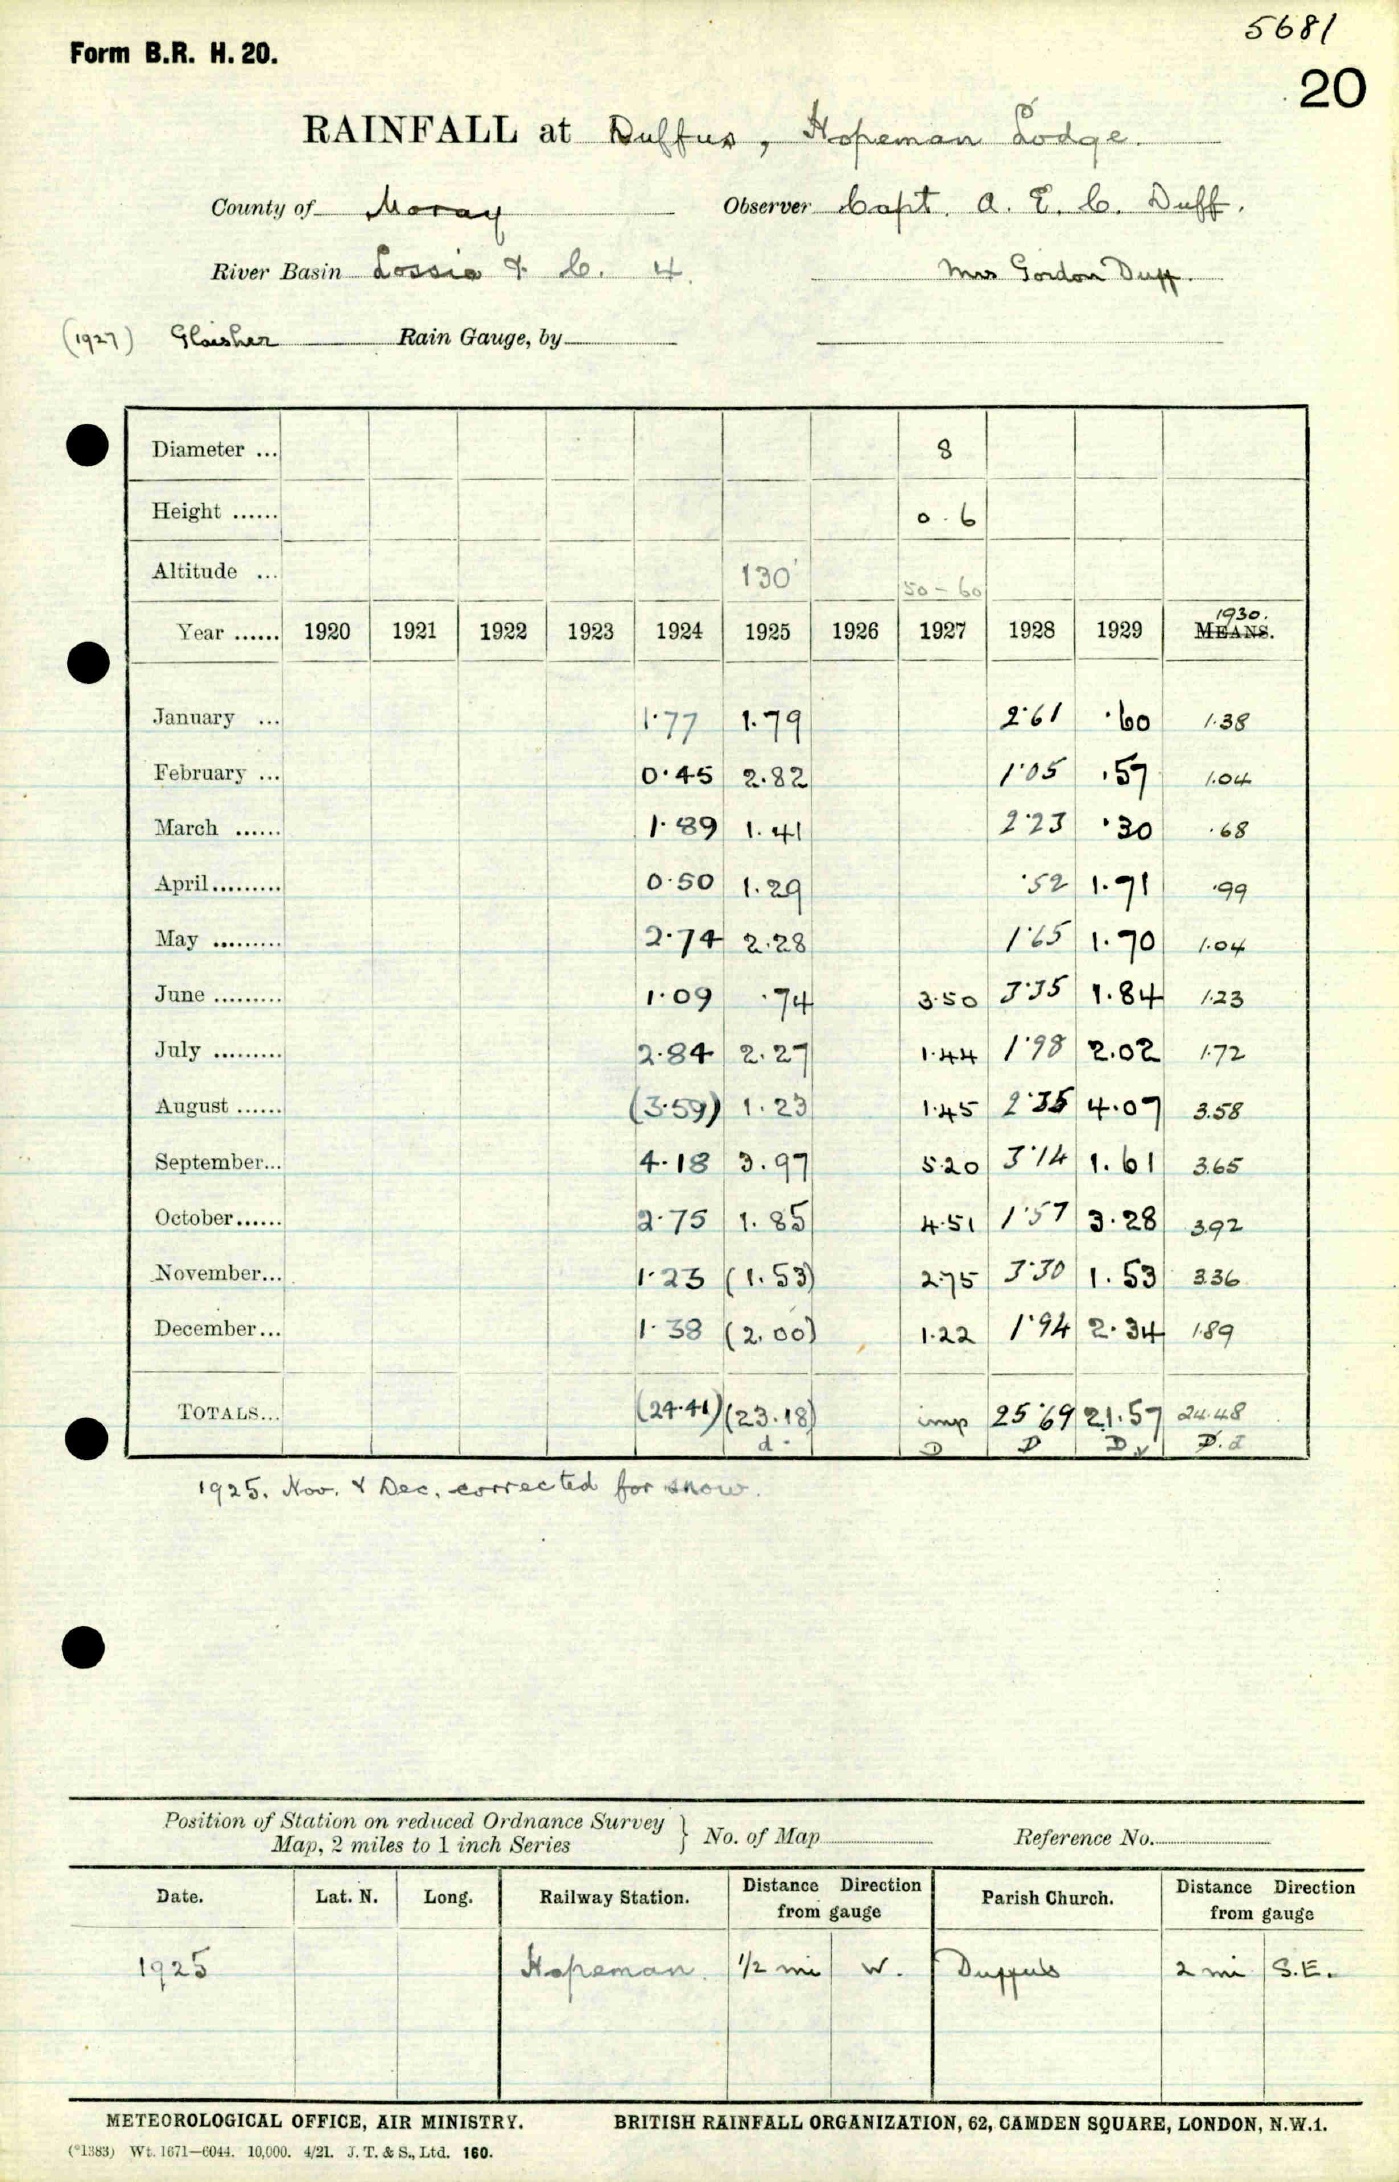 5681
Form B.R. H. 20.
20
RAINFALL at Duffus, Hopeman Lodge.
County of Moray Observer Capt. A. E. C. Duff.
River Basin Lossie & C. 4. Mrs Gordon Duff.
(1927) Glaisher Rain Gauge, by
Diameter ... 8
Height ...... 0.6
Altitude ... 130' 50-60
1930.
Year ...... 1920 1921 1922 1923 1924 1925 1926 1927 1928 1929 MEANS.
January ... 1.77 1.79 2.61 .60 1.38
February ... 0.45 2.82 1.05 .57 1.04
March ...... 1.89 1.41 2.23 .30 .68
April......... 0.50 1.29 .52 1.71 .99
May ......... 2.74 2.28 1.65 1.70 1.04
June ......... 1.09 .74 3.50 3.35 1.84 1.23
July ......... 2.84 2.27 1.44 1.98 2.02 1.72
August ...... (3.59) 1.23 1.45 2.35 4.07 3.58
September... 4.18 3.97 5.20 3.14 1.61 3.65
October...... 2.75 1.85 4.51 1.57 3.28 3.92
November... 1.23 (1.53) 2.75 3.30 1.53 3.36
December... 1.38 (2.00) 1.22 1.94 2.34 1.89
TOTALS... (24.41) (23.18) imp 25.69 21.57 24.48
d. D D D v D. d
1925. Nov. & Dec. corrected for snow.
Position of Station on reduced Ordnance Survey
Map, 2 miles to 1 inch Series } No. of Map Reference No.
Date. Lat. N. Long. Railway Station. Distance Direction from gauge Parish Church. Distance Direction from gauge
1925 Hopeman. 1/2 mi W. Duffus 2 mi S.E.
METEOROLOGICAL OFFICE, AIR MINISTRY. BRITISH RAINFALL ORGANIZATION, 62, CAMDEN SQUARE, LONDON, N.W.1.
(*1383) Wt. 1671—6044. 10,000. 4/21. J. T. & S., Ltd. 160.